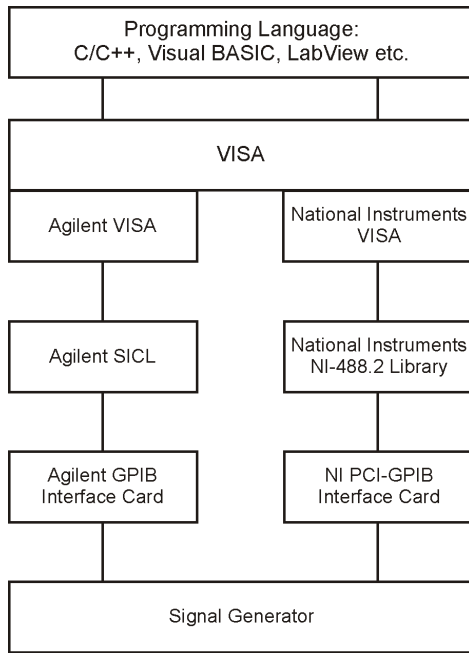 Programming Language:
C/C++, Visual BASIC, LabView etc.
VISA
Agilent VISA
National Instruments
VISA
Agilent SICL
National Instruments
NI-488.2 Library
Agilent GPIB
Interface Card
NI PCI-GPIB
Interface Card
Signal Generator